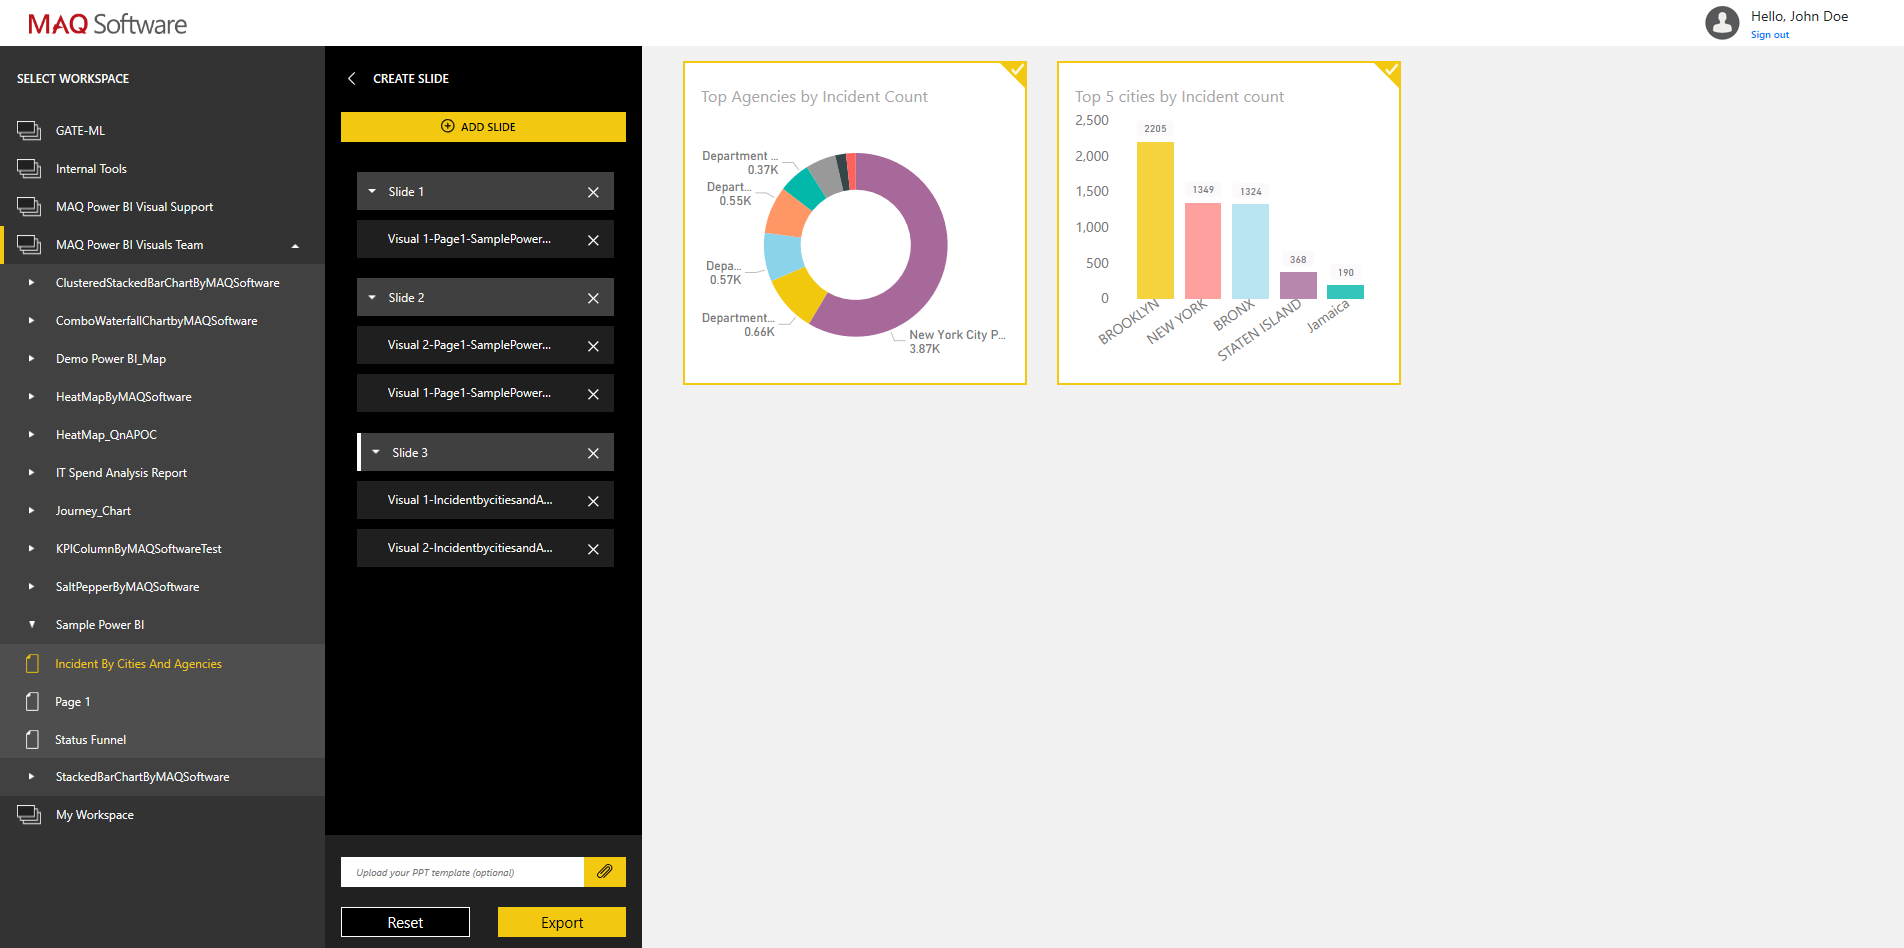 MAQ Software
Hello, John Doe
Sign out
SELECT WORKSPACE
GATE-ML
Internal Tools
MAQ Power BI Visual Support
MAQ Power BI Visuals Team
ClusteredStackedBarChartByMAQSoftware
ComboWaterfallChartbyMAQSoftware
Demo Power BI_Map
HeatMapByMAQSoftware
HeatMap_QnAPOC
IT Spend Analysis Report
Journey_Chart
KPIColumnByMAQSoftwareTest
SaltPepperByMAQSoftware
Sample Power BI
Incident By Cities And Agencies
Page 1
Status Funnel
StackedBarChartByMAQSoftware
My Workspace
CREATE SLIDE
ADD SLIDE
Slide 1
Visual 1-Page1-SamplePower...
Slide 2
Visual 2-Page1-SamplePower...
Visual 1-Page1-SamplePower...
Slide 3
Visual 1-IncidentbycitiesandA...
Visual 2-IncidentbycitiesandA...
Upload your PPT template (optional)
Reset
Export
Top Agencies by Incident Count
Department ...
0.37K
Depart...
0.55K
Depa...
0.57K
Department...
0.66K
New York City P...
3.87K
Top 5 cities by Incident count
2,500
2,000
1,500
1,000
500
0
2205
1349
1324
368
190
BROOKLYN
NEW YORK
BRONX
STATEN ISLAND
Jamaica